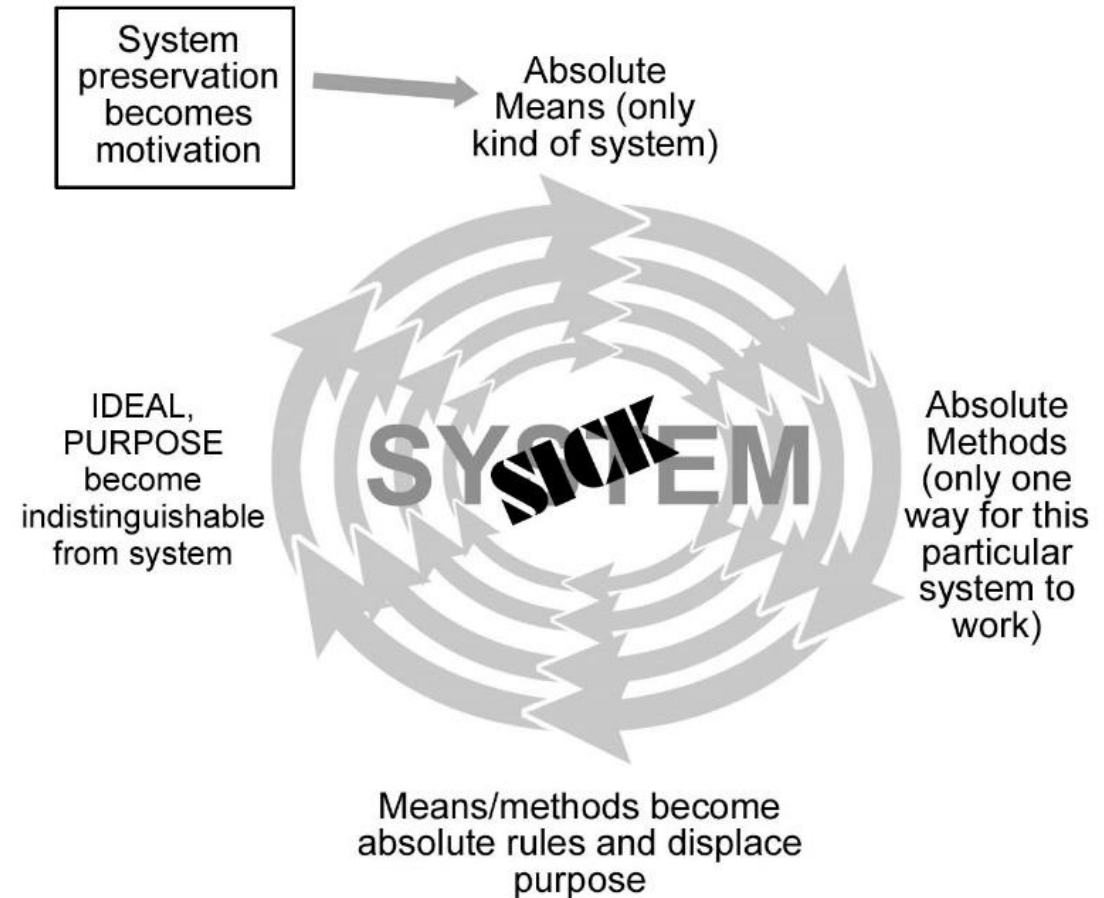 System
preservation
becomes
motivation
Absolute
Means (only
kind of system)
IDEAL,
PURPOSE
become
indistinguishable
from system
SYSTEM
SICK
Absolute
Methods
(only one
way for this
particular
system to
work)
Means/methods become
absolute rules and displace
purpose